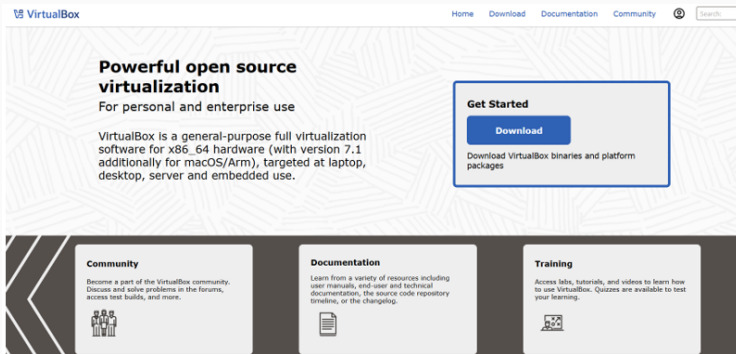 VirtualBox
Home Download Documentation Community Search:
Powerful open source
virtualization
For personal and enterprise use
VirtualBox is a general-purpose full virtualization
software for x86_64 hardware (with version 7.1
additionally for macOS/Arm), targeted at laptop,
desktop, server and embedded use.
Get Started
Download
Download VirtualBox binaries and platform
packages
Community
Become a part of the VirtualBox community.
Discuss and solve problems in the forums,
access test builds, and more.
Documentation
Learn from a variety of resources including
user manuals, end-user and technical
documentation, the source code repository
timeline, or the changelog.
Training
Access labs, tutorials, and videos to learn how
to use VirtualBox. Quizzes are available to test
your learning.